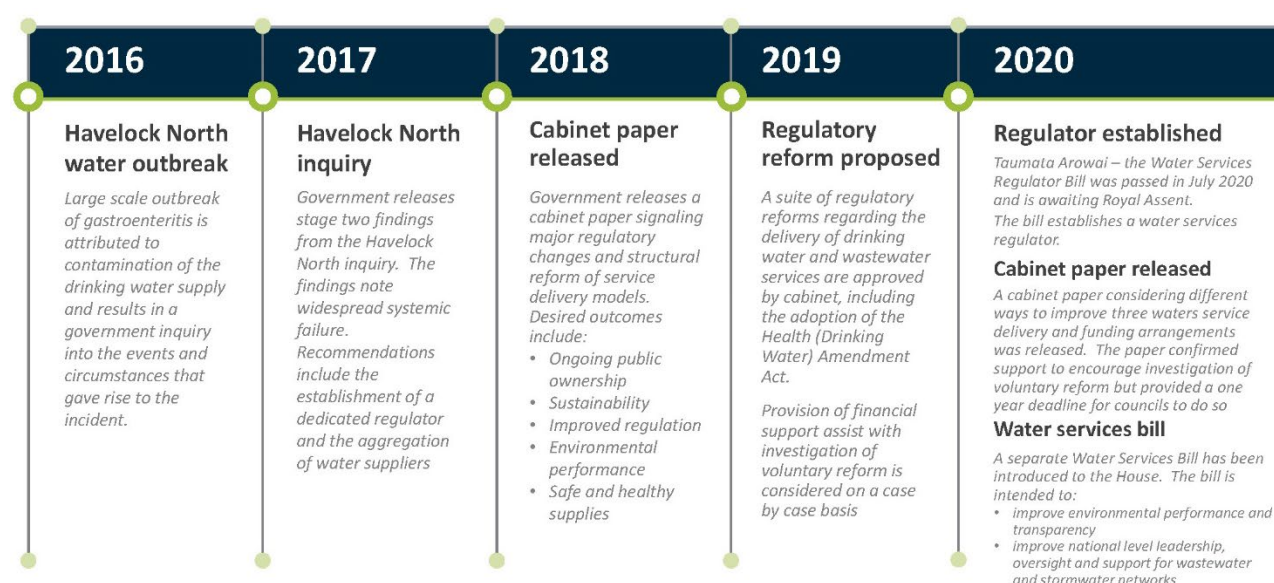 2016
Havelock North
water outbreak
Large scale outbreak
of gastroenteritis is
attributed to
contamination of the
drinking water supply
and results in a
government inquiry
into the events and
circumstances that
gave rise to the
incident.
2017
Havelock North
inquiry
Government releases
stage two findings
from the Havelock
North inquiry. The
findings note
widespread systemic
failure.
Recommendations
include the
establishment of a
dedicated regulator
and the aggregation
of water suppliers
2018
Cabinet paper
released
Government releases a
cabinet paper signaling
major regulatory
changes and structural
reform of service
delivery models.
Desired outcomes
include:
• Ongoing public
ownership
• Sustainability
• Improved regulation
• Environmental
performance
• Safe and healthy
supplies
2019
Regulatory
reform proposed
A suite of regulatory
reforms regarding the
delivery of drinking
water and wastewater
services are approved
by cabinet, including
the adoption of the
Health (Drinking
Water) Amendment
Act.
Provision of financial
support assist with
investigation of
voluntary reform is
considered on a case
by case basis
2020
Regulator established
Taumata Arowai – the Water Services
Regulator Bill was passed in July 2020
and is awaiting Royal Assent.
The bill establishes a water services
regulator.
Cabinet paper released
A cabinet paper considering different
ways to improve three waters service
delivery and funding arrangements
was released. The paper confirmed
support to encourage investigation of
voluntary reform but provided a one
year deadline for councils to do so
Water services bill
A separate Water Services Bill has been
introduced to the House. The bill is
intended to:
• improve environmental performance and
transparency
• improve national level leadership,
oversight and support for wastewater
and stormwater networks